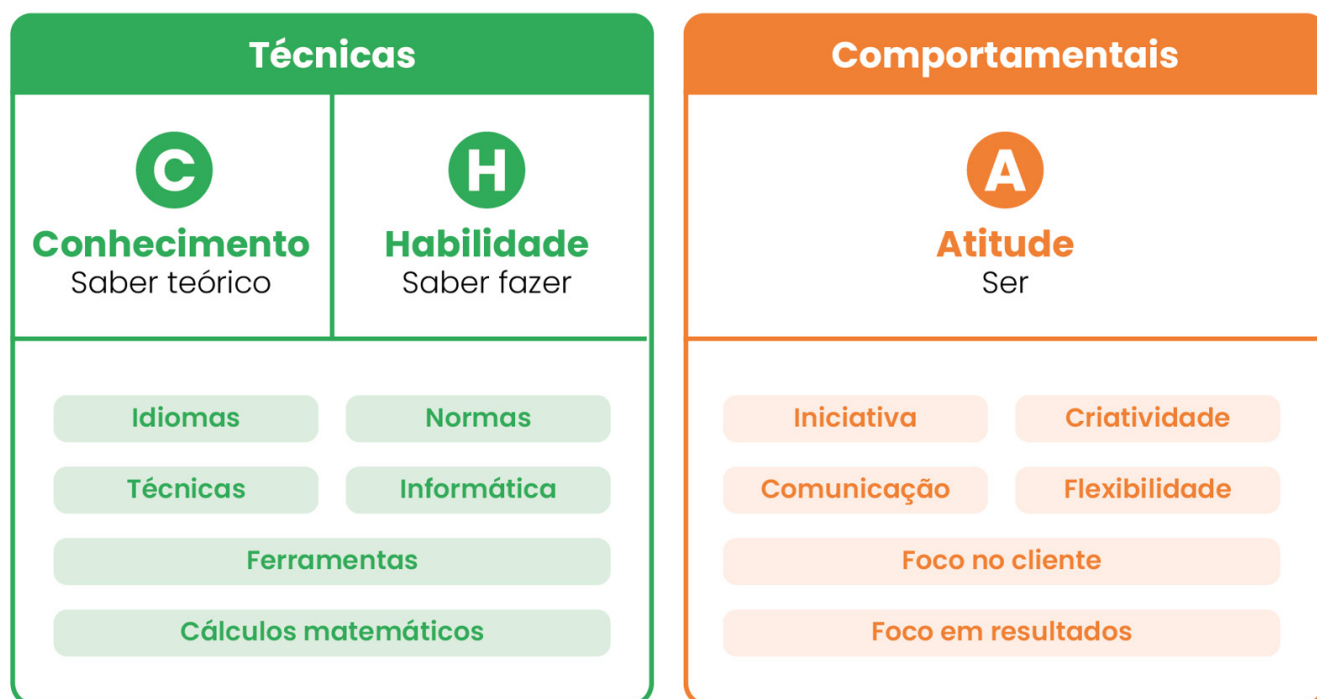 Técnicas
C
Conhecimento
Saber teórico
H
Habilidade
Saber fazer
Idiomas
Normas
Técnicas
Informática
Ferramentas
Cálculos matemáticos
Comportamentais
A
Atitude
Ser
Iniciativa
Criatividade
Comunicação
Flexibilidade
Foco no cliente
Foco em resultados